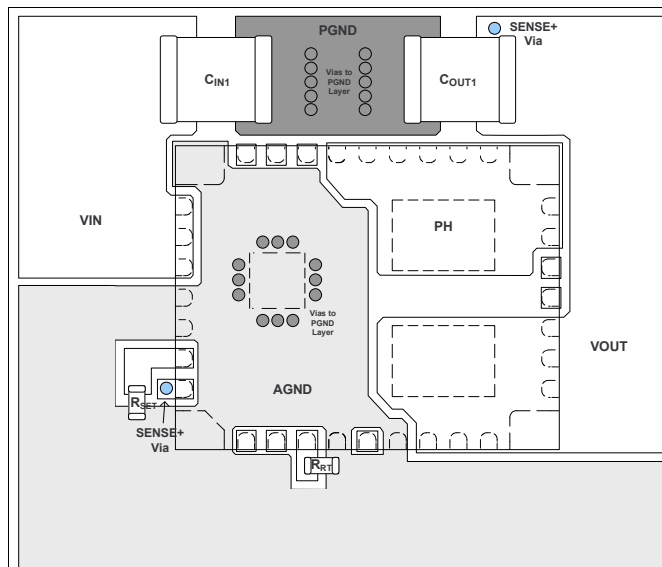 PGND
SENSE+
Via
CIN1
Vias to
PGND
Layer
COUT1
VIN
PH
Vias to
PGND
Layer
VOUT
AGND
RSET
SENSE+
Via
RRT